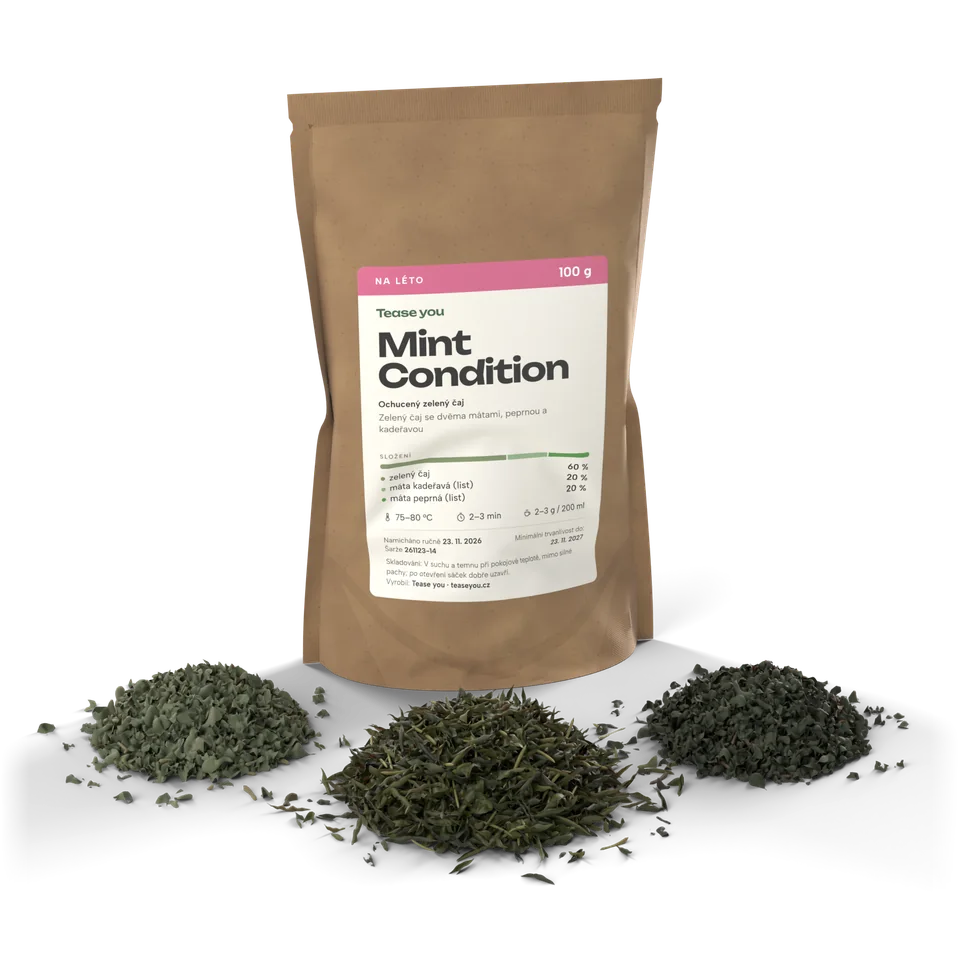 NA LÉTO
100 g
Tease you
Mint
Condition
Ochucený zelený čaj
Zelený čaj se dvěma mátami, peprnou a
kadeřavou
SLOŽENÍ
zelený čaj 60 %
máta kadeřavá (list) 20 %
máta peprná (list) 20 %
75–80 °C 2–3 min 2–3 g / 200 ml
Namícháno ručně 23. 11. 2026
Šarže 261123-14
Minimální trvanlivost do:
23. 11. 2027
Skladování: V suchu a temnu při pokojové teplotě, mimo silné
pachy; po otevření sáček dobře uzavři.
Vyrobil: Tease you · teaseyou.cz